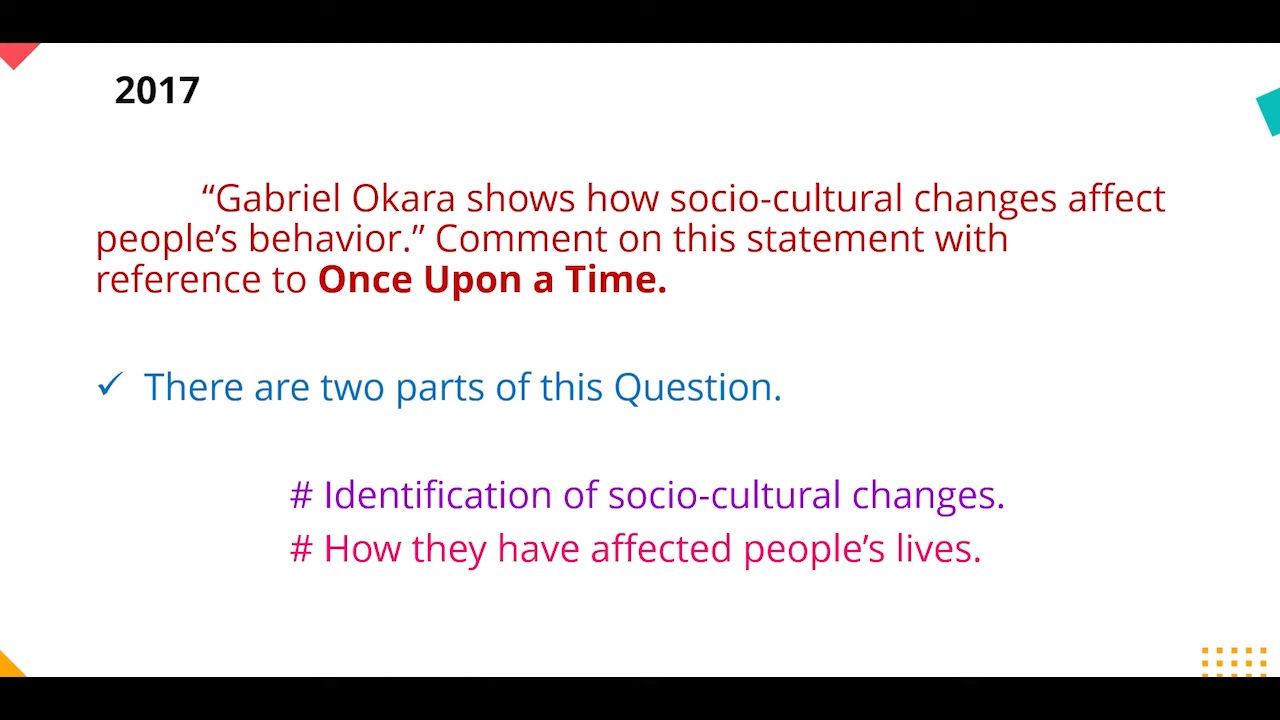 2017
“Gabriel Okara shows how socio-cultural changes affect
people’s behavior.” Comment on this statement with
reference to Once Upon a Time.
✓ There are two parts of this Question.
# Identification of socio-cultural changes.
# How they have affected people’s lives.